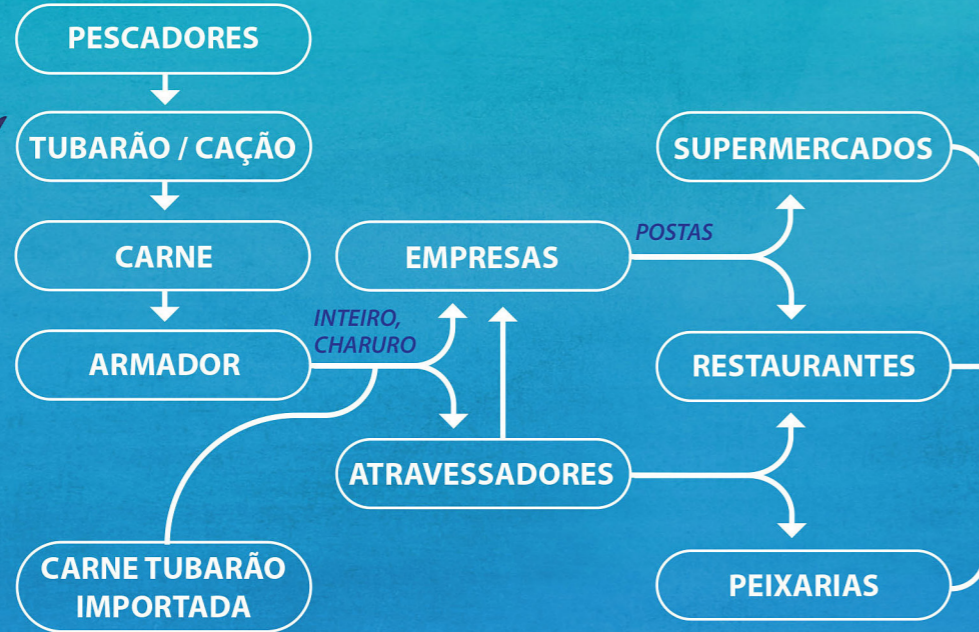 PESCADORES
TUBARÃO / CAÇÃO
CARNE
ARMADOR
INTEIRO,
CHARURO
CARNE TUBARÃO
IMPORTADA
EMPRESAS
ATRAVESSADORES
POSTAS
SUPERMERCADOS
RESTAURANTES
PEIXARIAS